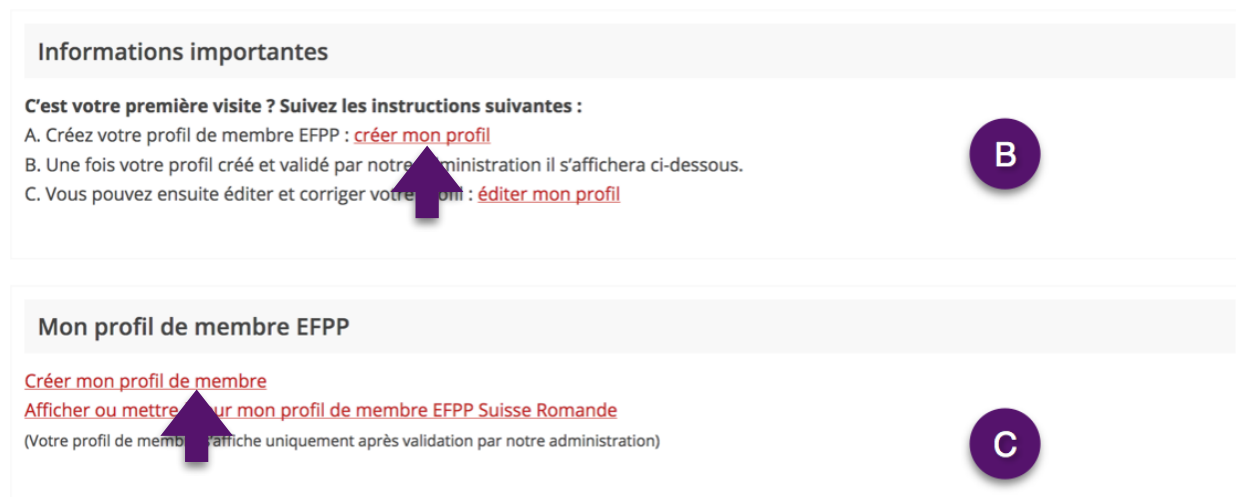 Informations importantes
C'est votre première visite ? Suivez les instructions suivantes :
A. Créez votre profil de membre EFPP : créer mon profil
B. Une fois votre profil créé et validé par notre administration il s'affichera ci-dessous.
B
C. Vous pouvez ensuite éditer et corriger votre profil : éditer mon profil
Mon profil de membre EFPP
Créer mon profil de membre
Afficher ou mettre à jour mon profil de membre EFPP Suisse Romande
(Votre profil de membre s'affiche uniquement après validation par notre administration)
C